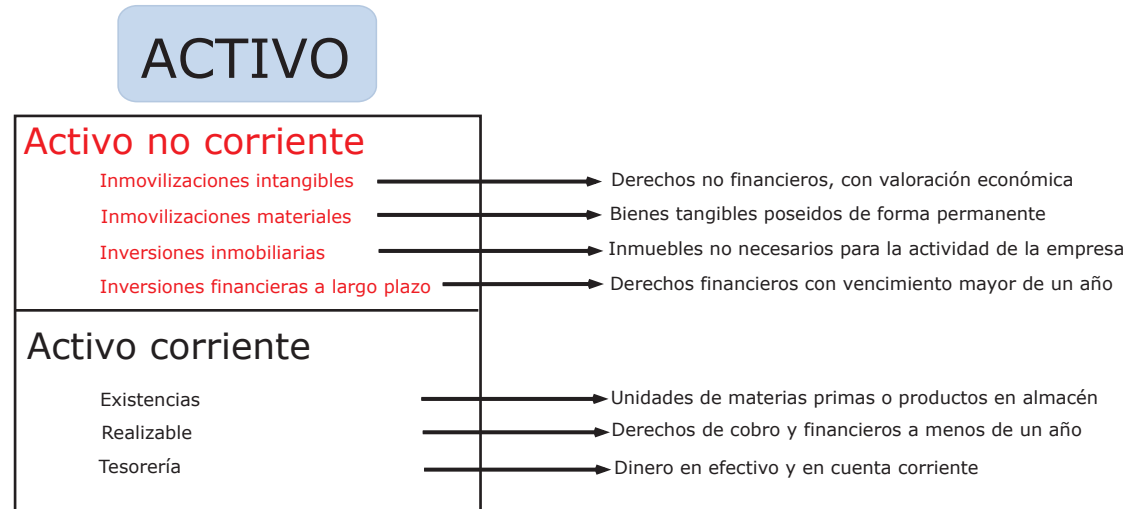 ACTIVO
Activo no corriente
Inmovilizaciones intangibles Derechos no financieros, con valoración económica
Inmovilizaciones materiales Bienes tangibles poseidos de forma permanente
Inversiones inmobiliarias Inmuebles no necesarios para la actividad de la empresa
Inversiones financieras a largo plazo Derechos financieros con vencimiento mayor de un año
Activo corriente
Existencias Unidades de materias primas o productos en almacén
Realizable Derechos de cobro y financieros a menos de un año
Tesorería Dinero en efectivo y en cuenta corriente